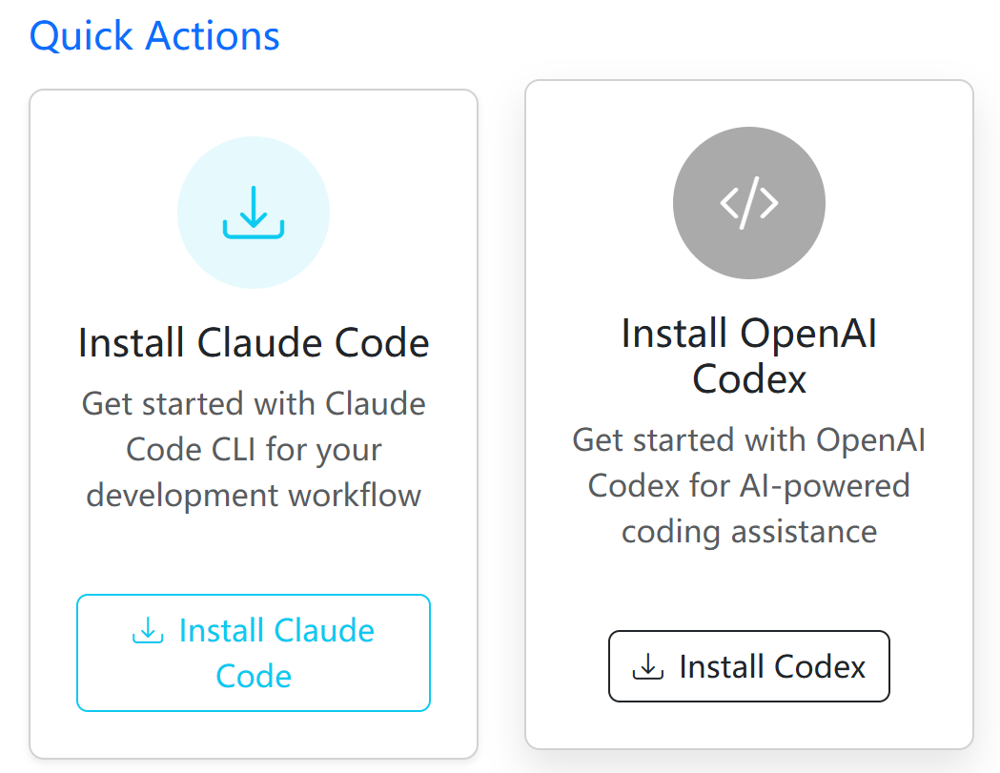 Quick Actions
Install Claude Code
Get started with Claude
Code CLI for your
development workflow
Install Claude
Code
Install OpenAI
Codex
Get started with OpenAI
Codex for AI-powered
coding assistance
Install Codex